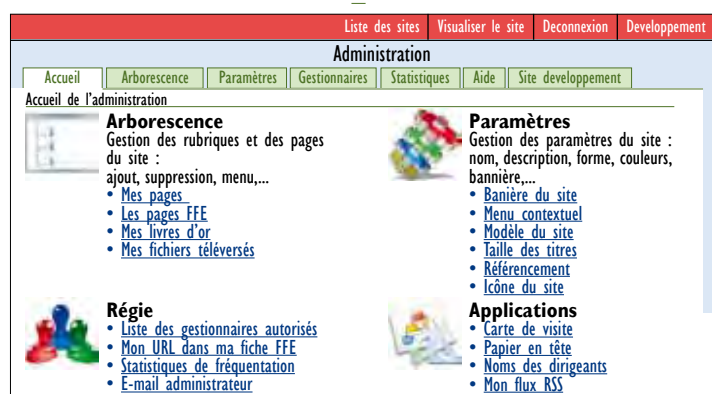 Liste des sites Visualiser le site Deconnexion Developpement
Administration
Accueil Arborescence Paramètres Gestionnaires Statistiques Aide Site developpement
Accueil de l'administration
Arborescence
Gestion des rubriques et des pages
du site :
ajout, suppression, menu,...
• Mes pages
• Les pages FFE
• Mes livres d'or
• Mes fichiers téléversés
Paramètres
Gestion des paramètres du site :
nom, description, forme, couleurs,
bannière,...
• Banière du site
• Menu contextuel
• Modèle du site
• Taille des titres
• Référencement
• Icône du site
Régie
• Liste des gestionnaires autorisés
• Mon URL dans ma fiche FFE
• Statistiques de fréquentation
• E-mail administrateur
Applications
• Carte de visite
• Papier en tête
• Noms des dirigeants
• Mon flux RSS